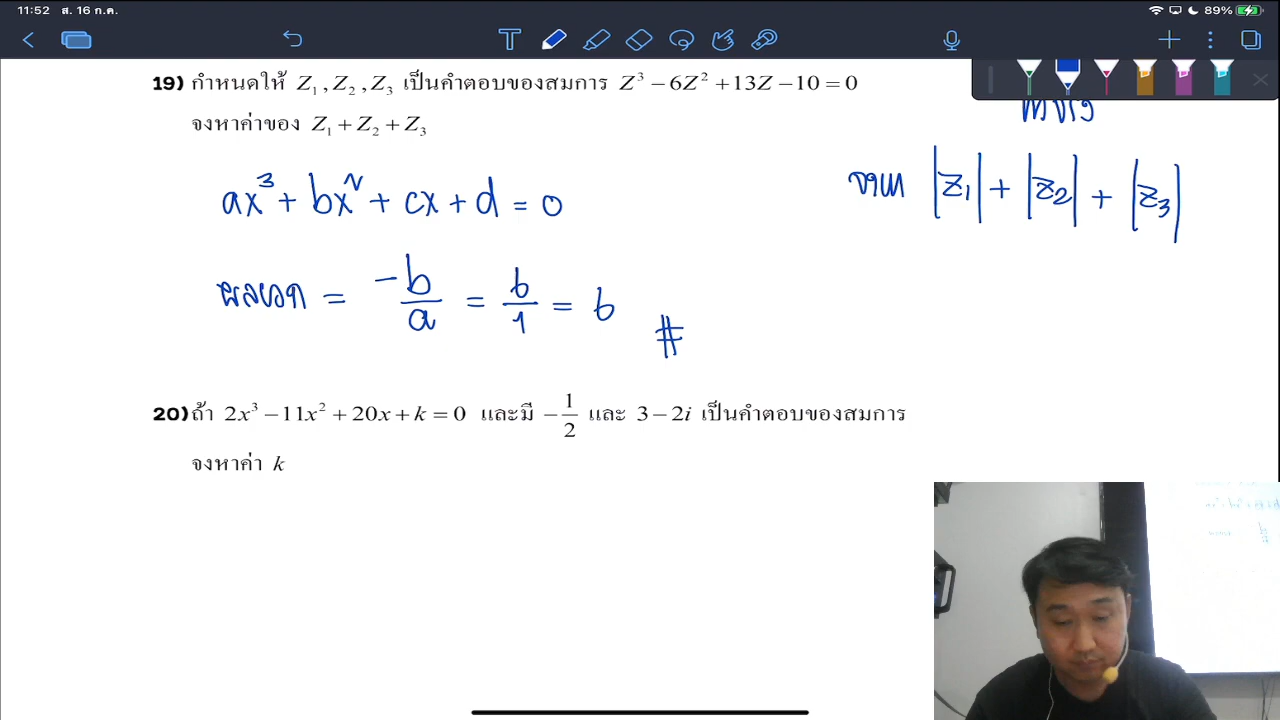 11:52 ส. 16 ก.ค. 89%
19) กำหนดให้ Z₁, Z₂, Z₃ เป็นคำตอบของสมการ Z³ − 6Z² + 13Z − 10 = 0
จงหาค่าของ Z₁ + Z₂ + Z₃
|z₁| + |z₂| + |z₃|
ax³ + bx² + cx + d = 0
ผลบวก = −b/a = 6/1 = 6 #
20) ถ้า 2x³ − 11x² + 20x + k = 0 และมี −1/2 และ 3 − 2i เป็นคำตอบของสมการ
จงหาค่า k